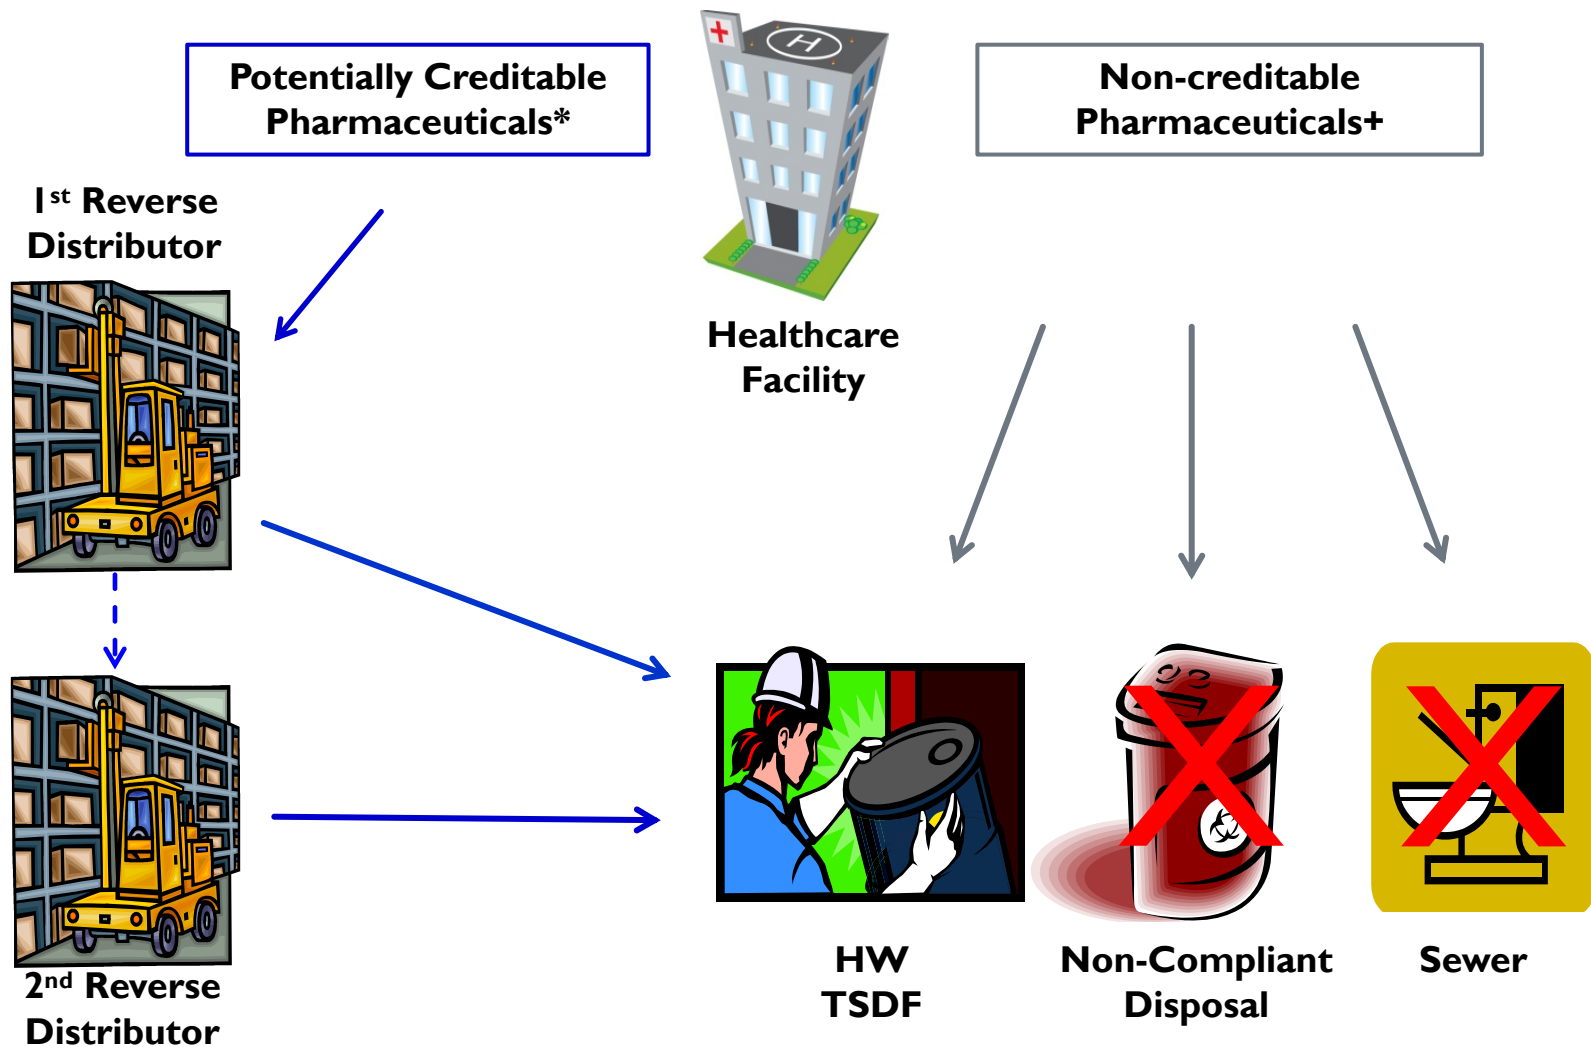 Potentially Creditable
Pharmaceuticals*
H
Non-creditable
Pharmaceuticals+
1st Reverse
Distributor
Healthcare
Facility
2nd Reverse
Distributor
HW
TSDF
Non-Compliant
Disposal
Sewer